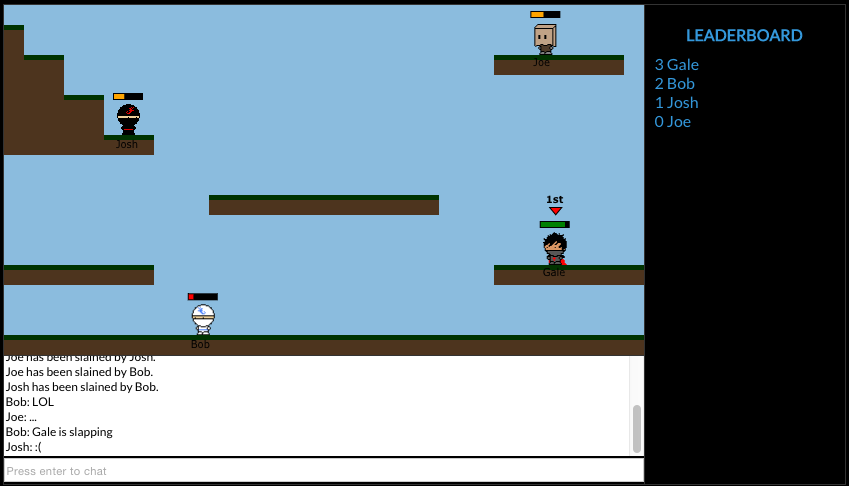 LEADERBOARD
3 Gale
2 Bob
1 Josh
0 Joe
Joe
Josh
1st
Gale
Bob
Joe has been slained by Josh.
Joe has been slained by Bob.
Josh has been slained by Bob.
Bob: LOL
Joe: ...
Bob: Gale is slapping
Josh: :(
Press enter to chat